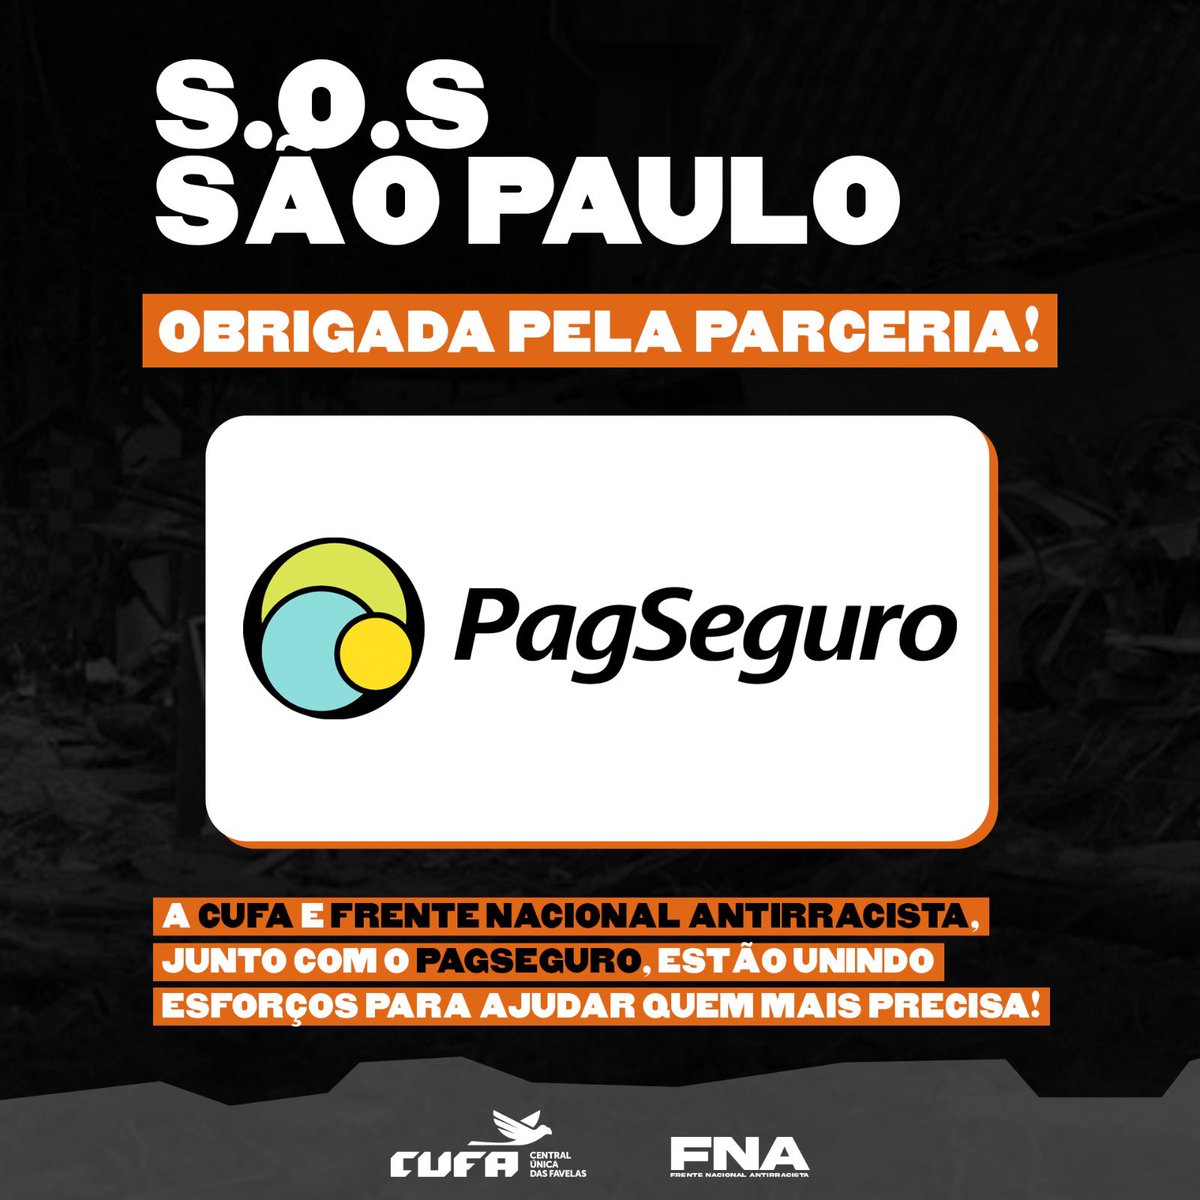 S.O.S
SÃO PAULO
OBRIGADA PELA PARCERIA!
PagSeguro
A CUFA E FRENTE NACIONAL ANTIRRACISTA,
JUNTO COM O PAGSEGURO, ESTÃO UNINDO
ESFORÇOS PARA AJUDAR QUEM MAIS PRECISA!
CUFA
CENTRAL
ÚNICA
DAS FAVELAS
FNA
FRENTE NACIONAL ANTIRRACISTA